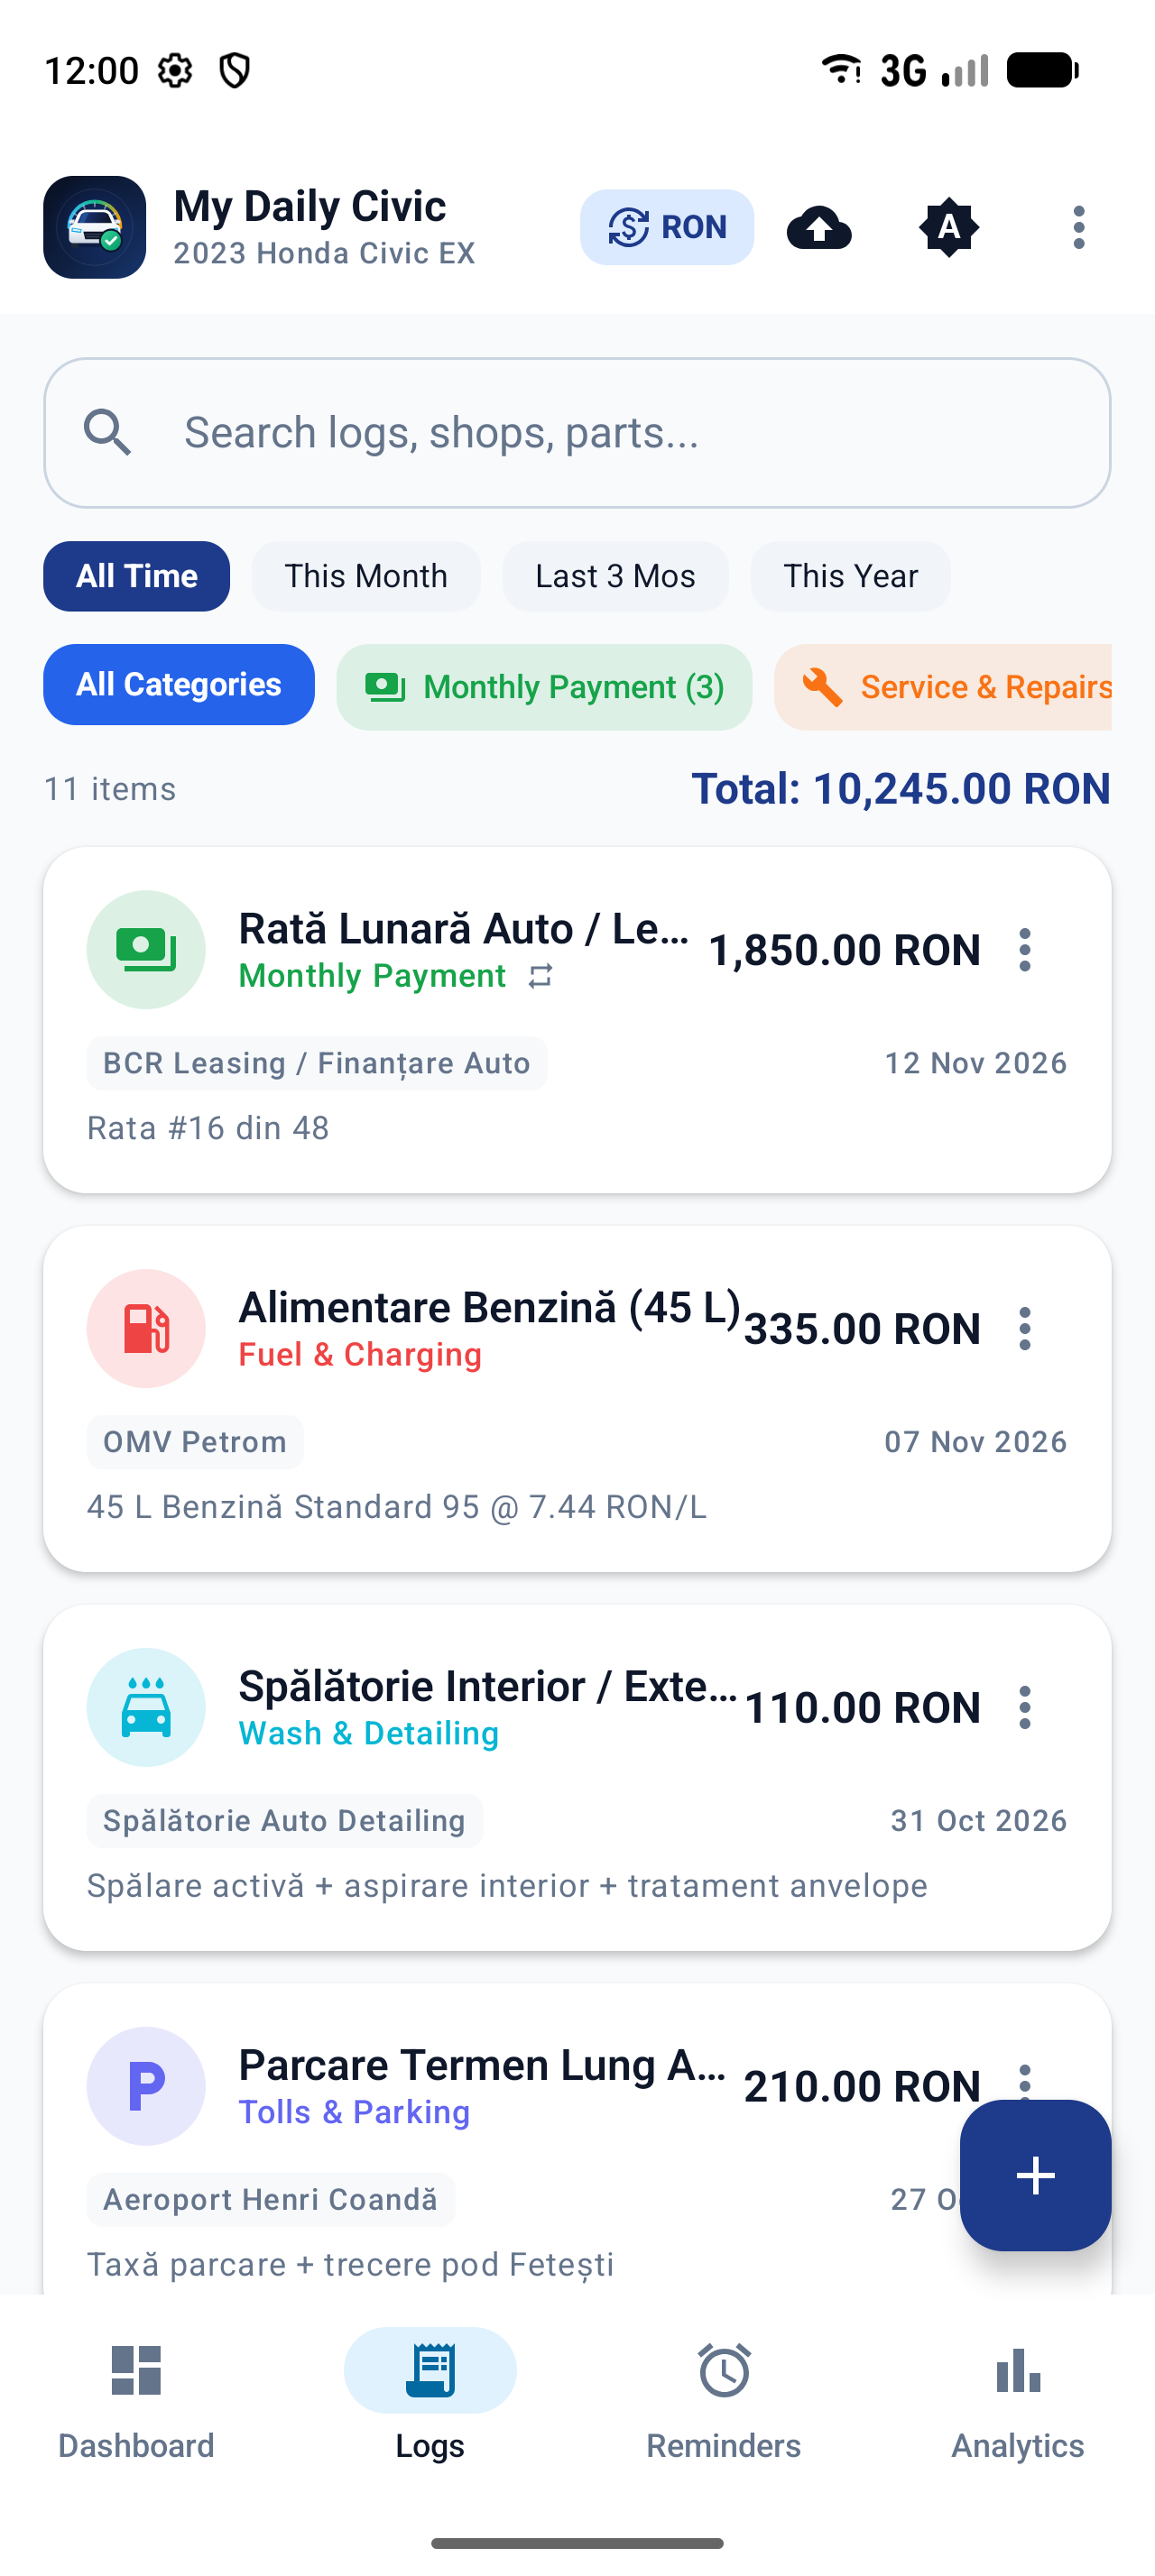 12:00
3G
My Daily Civic
2023 Honda Civic EX
RON
A
Search logs, shops, parts...
All Time
This Month
Last 3 Mos
This Year
All Categories
Monthly Payment (3)
Service & Repairs
11 items
Total: 10,245.00 RON
Rată Lunară Auto / Le...
1,850.00 RON
Monthly Payment
BCR Leasing / Finanțare Auto
12 Nov 2026
Rata #16 din 48
Alimentare Benzină (45 L)
335.00 RON
Fuel & Charging
OMV Petrom
07 Nov 2026
45 L Benzină Standard 95 @ 7.44 RON/L
Spălătorie Interior / Exte...
110.00 RON
Wash & Detailing
Spălătorie Auto Detailing
31 Oct 2026
Spălare activă + aspirare interior + tratament anvelope
P
Parcare Termen Lung A...
210.00 RON
Tolls & Parking
Aeroport Henri Coandă
27 O
Taxă parcare + trecere pod Fetești
Dashboard
Logs
Reminders
Analytics